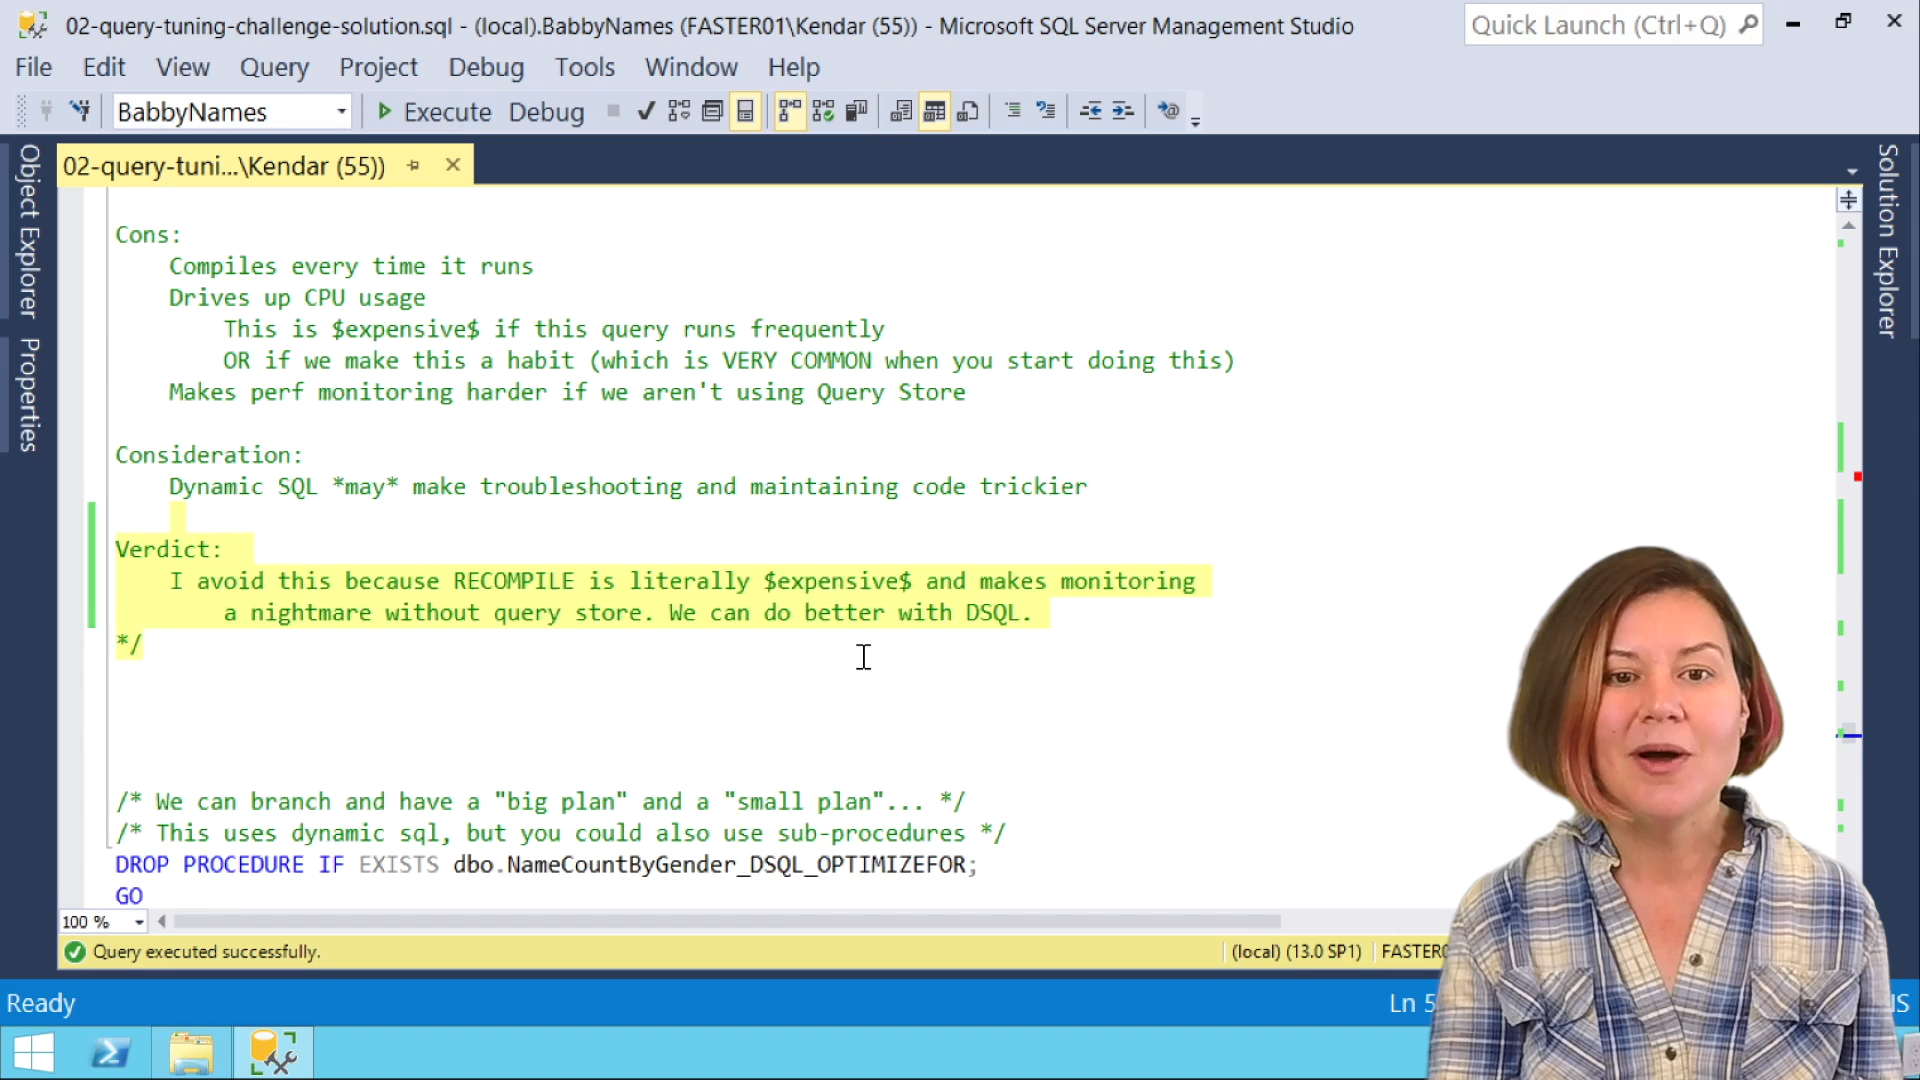 02-query-tuning-challenge-solution.sql - (local).BabbyNames (FASTER01\Kendar (55)) - Microsoft SQL Server Management Studio
Quick Launch (Ctrl+Q)
File Edit View Query Project Debug Tools Window Help
BabbyNames Execute Debug
Object Explorer
Properties
Solution Explorer
02-query-tuni...\Kendar (55))
Cons:
Compiles every time it runs
Drives up CPU usage
This is $expensive$ if this query runs frequently
OR if we make this a habit (which is VERY COMMON when you start doing this)
Makes perf monitoring harder if we aren't using Query Store
Consideration:
Dynamic SQL *may* make troubleshooting and maintaining code trickier
Verdict:
I avoid this because RECOMPILE is literally $expensive$ and makes monitoring
a nightmare without query store. We can do better with DSQL.
*/
/* We can branch and have a "big plan" and a "small plan"... */
/* This uses dynamic sql, but you could also use sub-procedures */
DROP PROCEDURE IF EXISTS dbo.NameCountByGender_DSQL_OPTIMIZEFOR;
GO
100 %
Query executed successfully.
(local) (13.0 SP1)
Ready